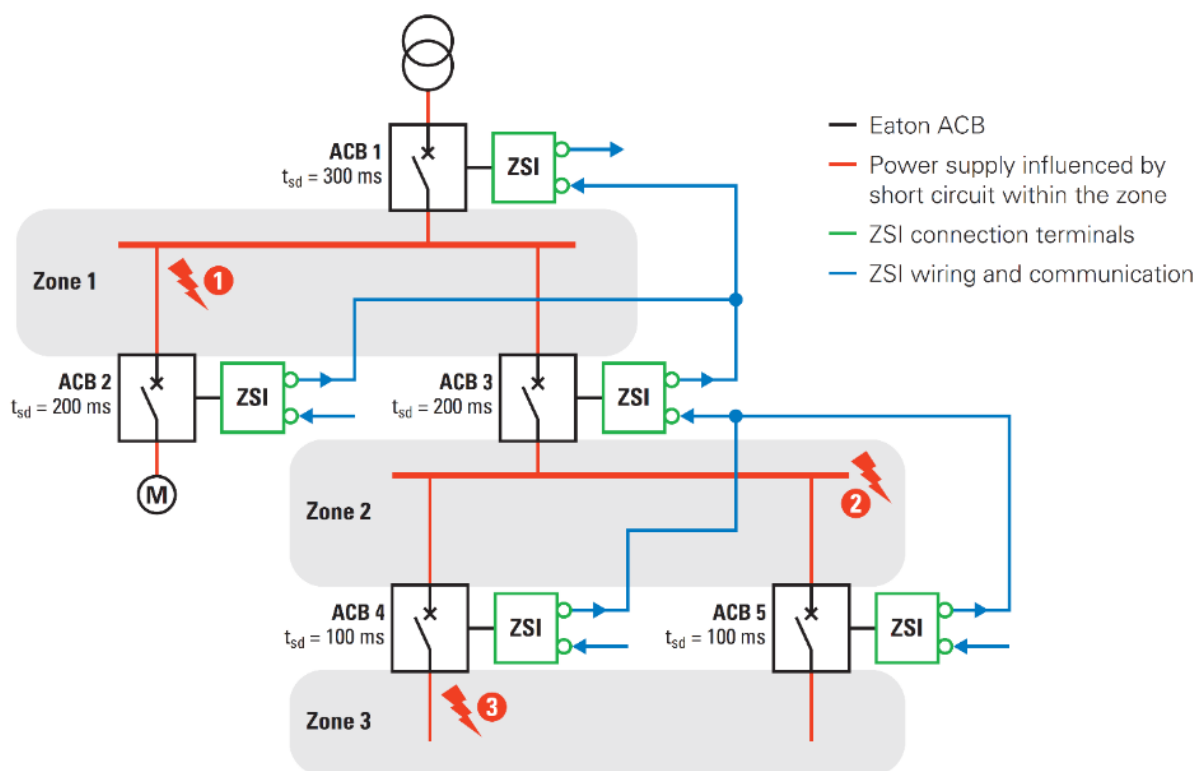 ACB 1
tsd = 300 ms
ZSI
Eaton ACB
Power supply influenced by
short circuit within the zone
ZSI connection terminals
ZSI wiring and communication
Zone 1
1
ACB 2
tsd = 200 ms
ZSI
ACB 3
tsd = 200 ms
ZSI
M
Zone 2
2
ACB 4
tsd = 100 ms
ZSI
ACB 5
tsd = 100 ms
ZSI
Zone 3
3